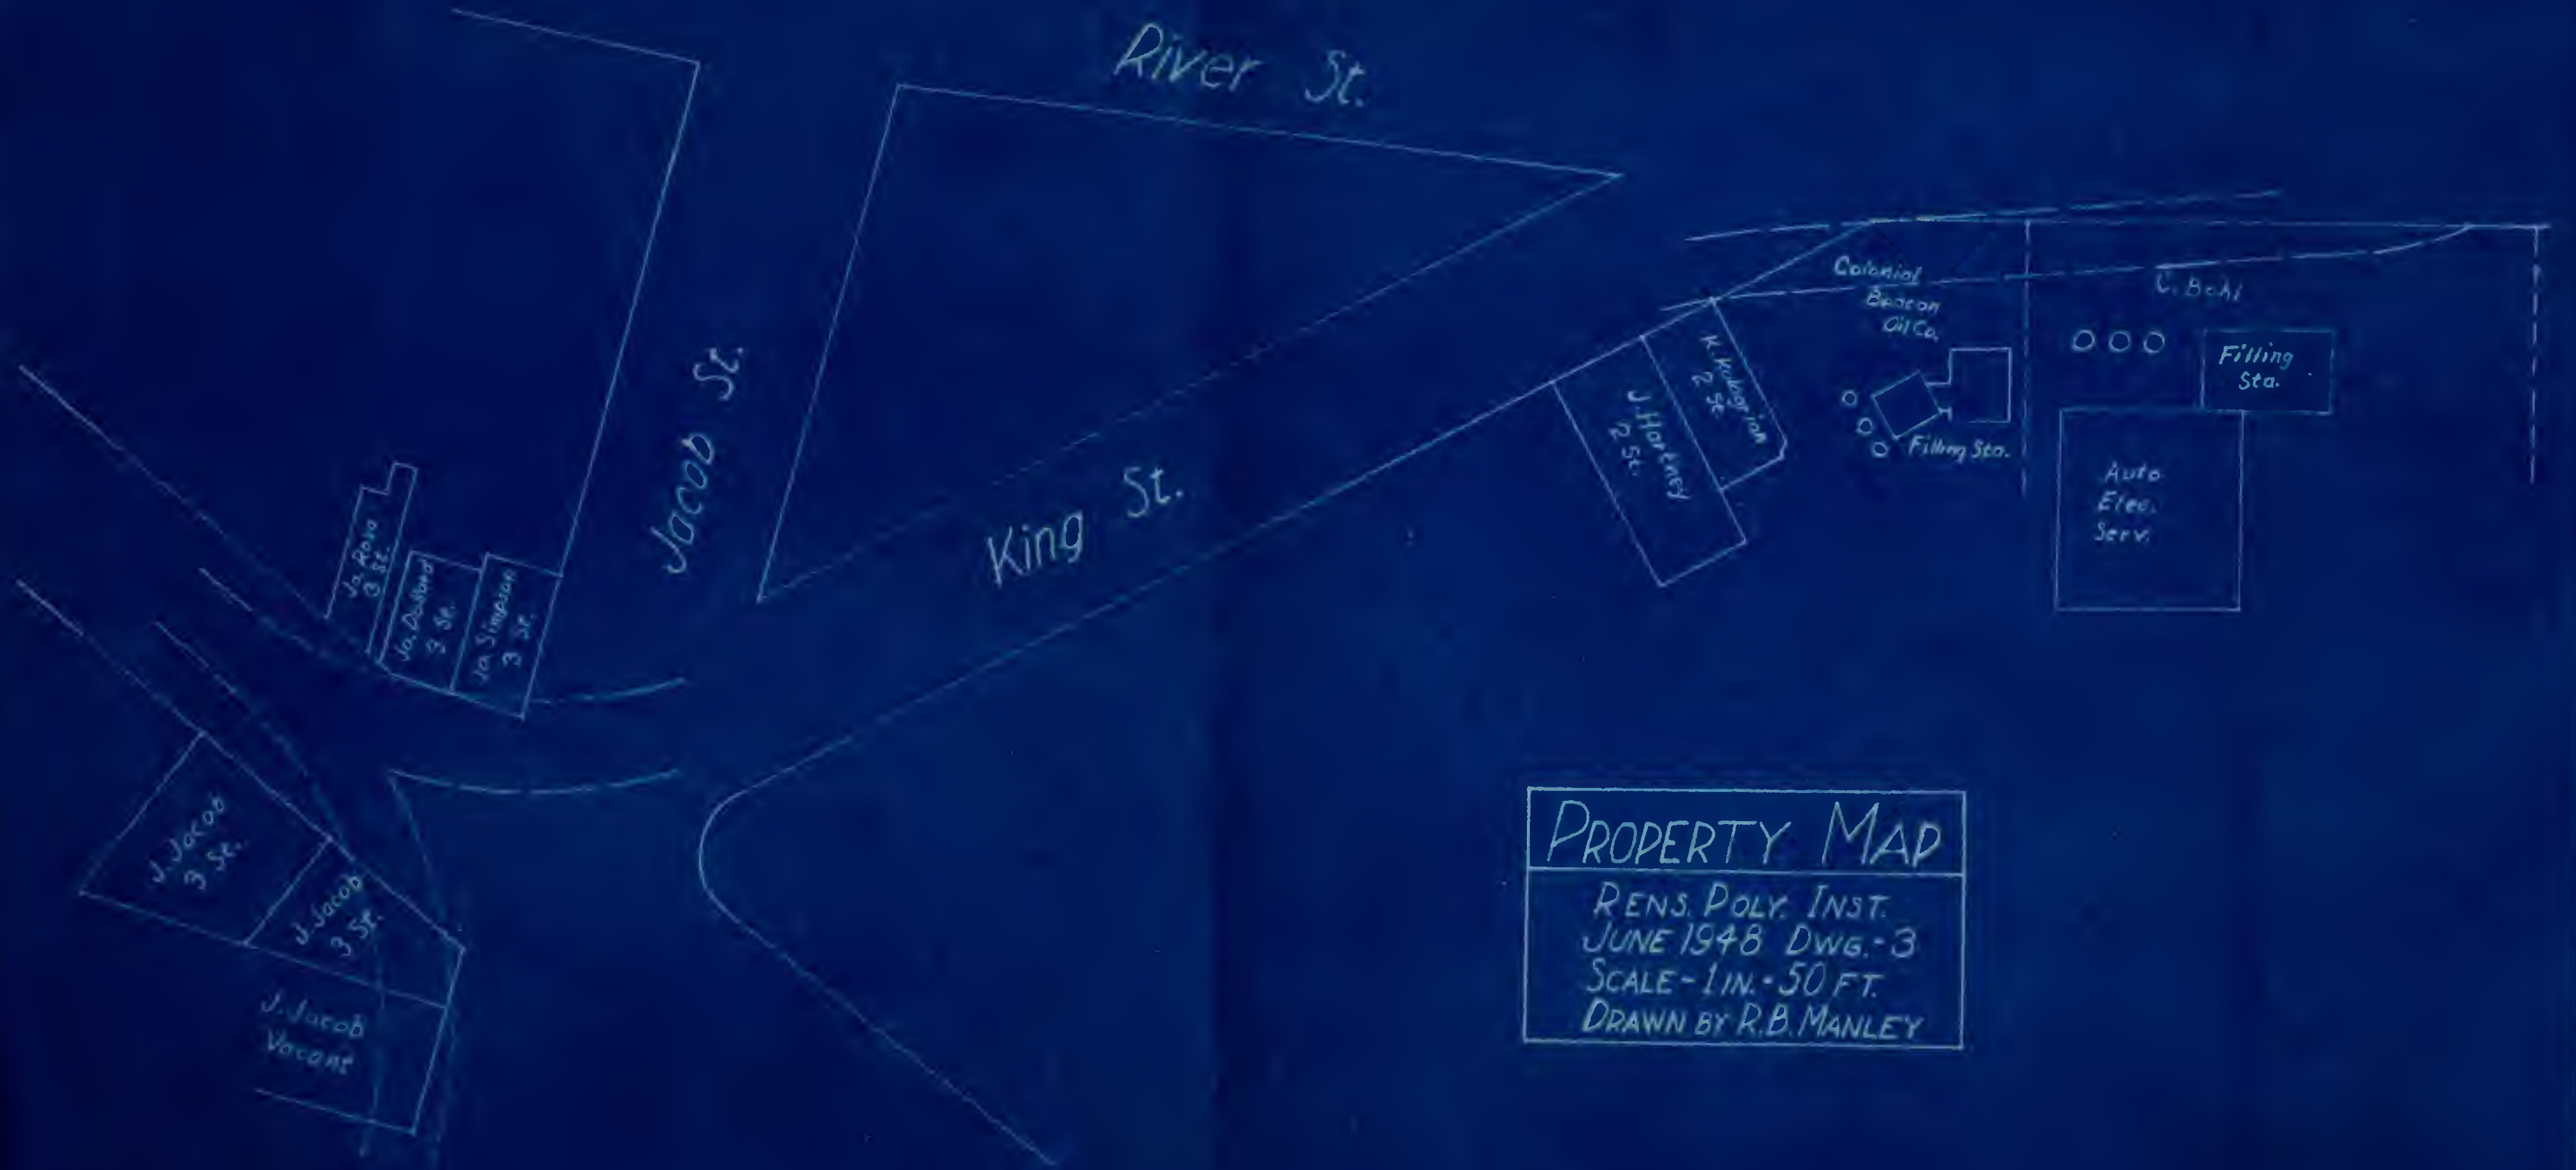 River St.
Jacob St.
King St.
Colonial
Beacon
Oil Co.
C. Bohl
Filling
Sta.
Filling Sta.
Auto
Elec.
Serv.
K. Kologrian
2 St.
J. Hartney
2 St.
Ja. Rosa
3 St.
Ja. Dollard
3 St.
Ja. Simpson
3 St.
J. Jacob
3 St.
J. Jacob
3 St.
J. Jacob
Vacant
PROPERTY MAP
RENS. POLY. INST.
JUNE 1948 DWG.-3
SCALE-1 IN.-50 FT.
DRAWN BY R.B. MANLEY